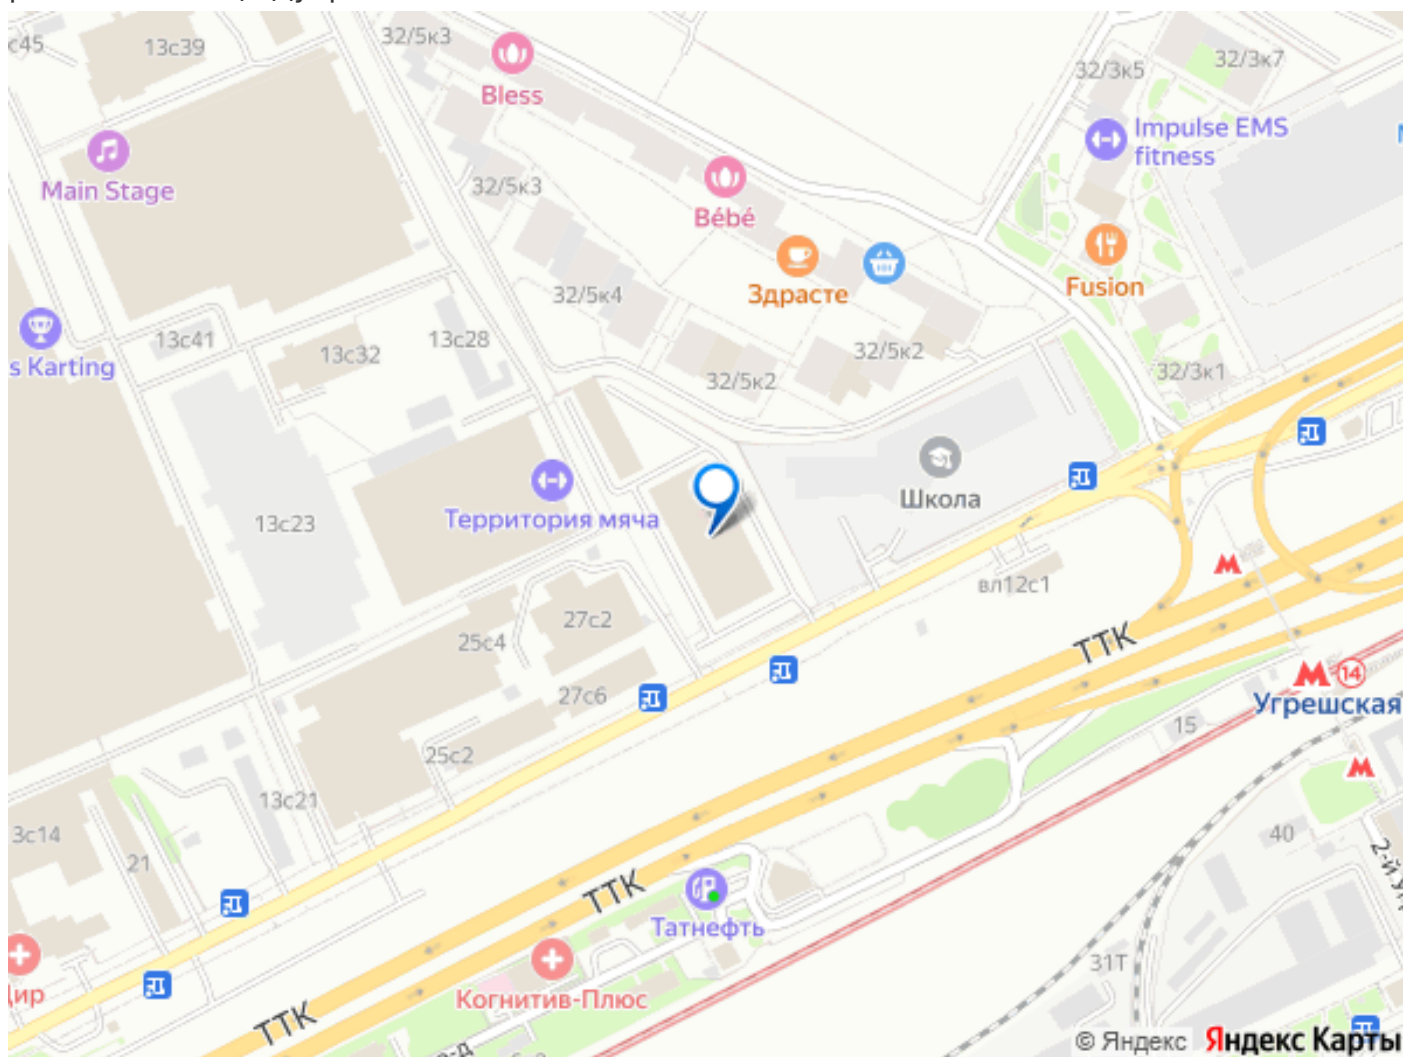 с45
13с39
32/5к3
Bless
32/3к5
32/3к7
Impulse EMS
fitness
Main Stage
32/5к3
Bébé
Здрасте
Fusion
32/5к4
s Karting
13с41
13с32
13с28
32/5к2
32/5к2
32/3к1
Территория мяча
13с23
Школа
вл12с1
27с2
25с4
ТТК
14
Угрешская
27с6
15
25с2
13с21
3с14
21
40
ТТК
Татнефть
31Т
Когнитив-Плюс
ТТК
© Яндекс Яндекс Карты